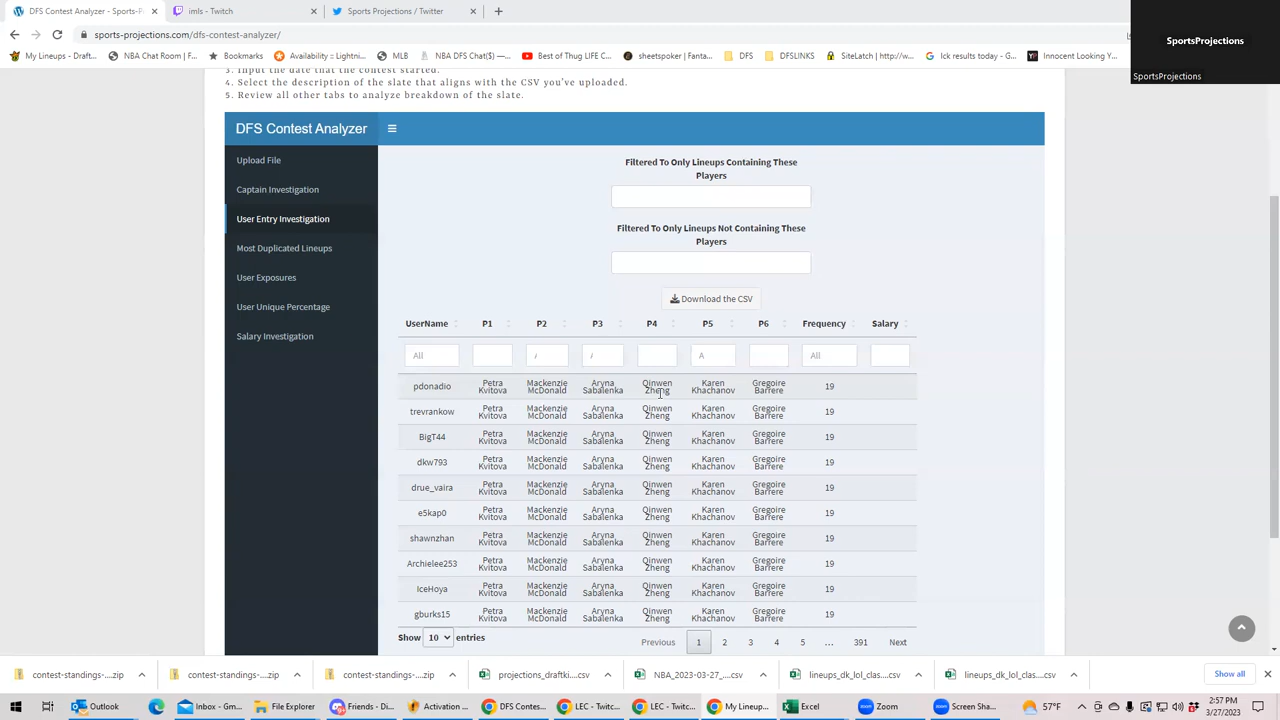 DFS Contest Analyzer - Sports-P
imls - Twitch
Sports Projections / Twitter
sports-projections.com/dfs-contest-analyzer/
SportsProjections
SportsProjections
My Lineups - Draft...
NBA Chat Room | F...
Bookmarks
Availability :: Lightni...
MLB
NBA DFS Chat($) —...
Best of Thug LIFE C...
sheetspoker | Pasta...
DFS
DFSLINKS
SiteLatch | http://w...
lck results today - G...
Innocent Looking Y...
3. Input the date that the contest started.
4. Select the description of the slate that aligns with the CSV you've uploaded.
5. Review all other tabs to analyze breakdown of the slate.
DFS Contest Analyzer
Upload File
Captain Investigation
User Entry Investigation
Most Duplicated Lineups
User Exposures
User Unique Percentage
Salary Investigation
Filtered To Only Lineups Containing These
Players
Filtered To Only Lineups Not Containing These
Players
Download the CSV
UserName P1 P2 P3 P4 P5 P6 Frequency Salary
All A All
pdonadio Petra Kvitova Mackenzie McDonald Aryna Sabalenka Qinwen Zheng Karen Khachanov Gregoire Barrere 19
trevrankow Petra Kvitova Mackenzie McDonald Aryna Sabalenka Qinwen Zheng Karen Khachanov Gregoire Barrere 19
BigT44 Petra Kvitova Mackenzie McDonald Aryna Sabalenka Qinwen Zheng Karen Khachanov Gregoire Barrere 19
dkw793 Petra Kvitova Mackenzie McDonald Aryna Sabalenka Qinwen Zheng Karen Khachanov Gregoire Barrere 19
drue_vaira Petra Kvitova Mackenzie McDonald Aryna Sabalenka Qinwen Zheng Karen Khachanov Gregoire Barrere 19
e5kap0 Petra Kvitova Mackenzie McDonald Aryna Sabalenka Qinwen Zheng Karen Khachanov Gregoire Barrere 19
shawnzhan Petra Kvitova Mackenzie McDonald Aryna Sabalenka Qinwen Zheng Karen Khachanov Gregoire Barrere 19
Archielee253 Petra Kvitova Mackenzie McDonald Aryna Sabalenka Qinwen Zheng Karen Khachanov Gregoire Barrere 19
IceHoya Petra Kvitova Mackenzie McDonald Aryna Sabalenka Qinwen Zheng Karen Khachanov Gregoire Barrere 19
gburks15 Petra Kvitova Mackenzie McDonald Aryna Sabalenka Qinwen Zheng Karen Khachanov Gregoire Barrere 19
Show 10 entries
Previous 1 2 3 4 5 ... 391 Next
contest-standings-....zip
contest-standings-....zip
contest-standings-....zip
projections_draftki....csv
NBA_2023-03-27_....csv
lineups_dk_lol_clas....csv
lineups_dk_lol_clas....csv
Show all
Outlook
Inbox - Gm...
File Explorer
Friends - Di...
Activation ...
DFS Contes...
LEC - Twitc...
LEC - Twitc...
My Lineup...
Excel
Zoom
Screen Sha...
57°F
2:57 PM
3/27/2023